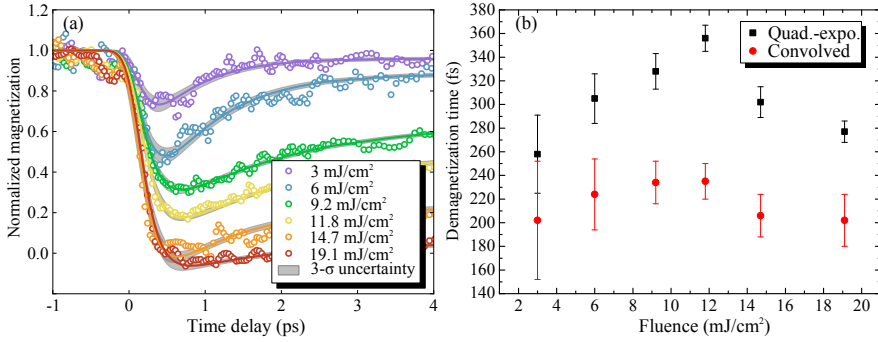 (a)
Normalized magnetization
1.0
0.8
0.6
0.4
0.2
0.0
-1
0
1
2
3
4
Time delay (ps)
3 mJ/cm²
6 mJ/cm²
9.2 mJ/cm²
11.8 mJ/cm²
14.7 mJ/cm²
19.1 mJ/cm²
3-σ uncertainty
(b)
Quad.-expo.
Convolved
Demagnetization time (fs)
380
360
340
320
300
280
260
240
220
200
180
160
140
2
4
6
8
10
12
14
16
18
20
Fluence (mJ/cm²)